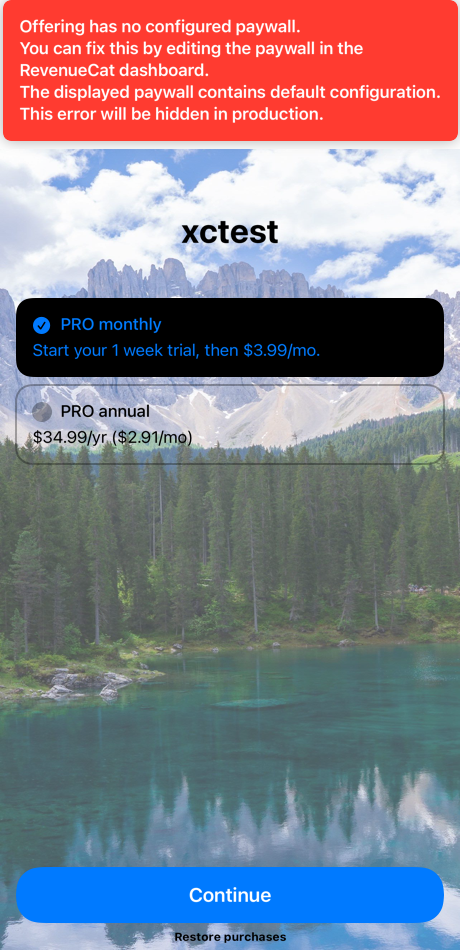 Offering has no configured paywall.
You can fix this by editing the paywall in the
RevenueCat dashboard.
The displayed paywall contains default configuration.
This error will be hidden in production.
xctest
PRO monthly
Start your 1 week trial, then $3.99/mo.
PRO annual
$34.99/yr ($2.91/mo)
Continue
Restore purchases